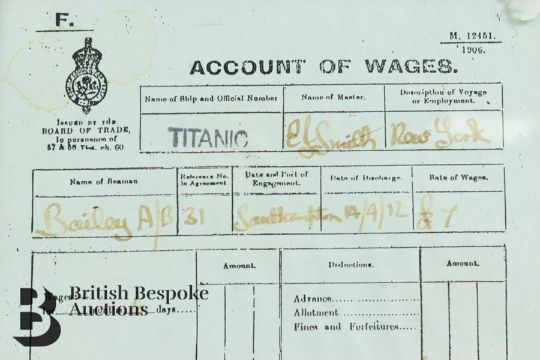 F.
M. 12451.
1906.
ACCOUNT OF WAGES.
ISSUED BY THE
BOARD OF TRADE,
In pursuance of
57 & 58 Vict. ch. 60
Name of Ship and Official Number
Name of Master.
Description of Voyage
or Employment.
TITANIC
E J Smith
New York
Name of Seaman.
Reference No.
in Agreement
Date and Port of
Engagement.
Date of Discharge.
Rate of Wages.
Bailey A/B
31
Southampton
14/4/12
£7
Amount.
Deductions.
Amount.
Wages
days
Advance
Allotment
Fines and Forfeitures
British Bespoke
Auctions